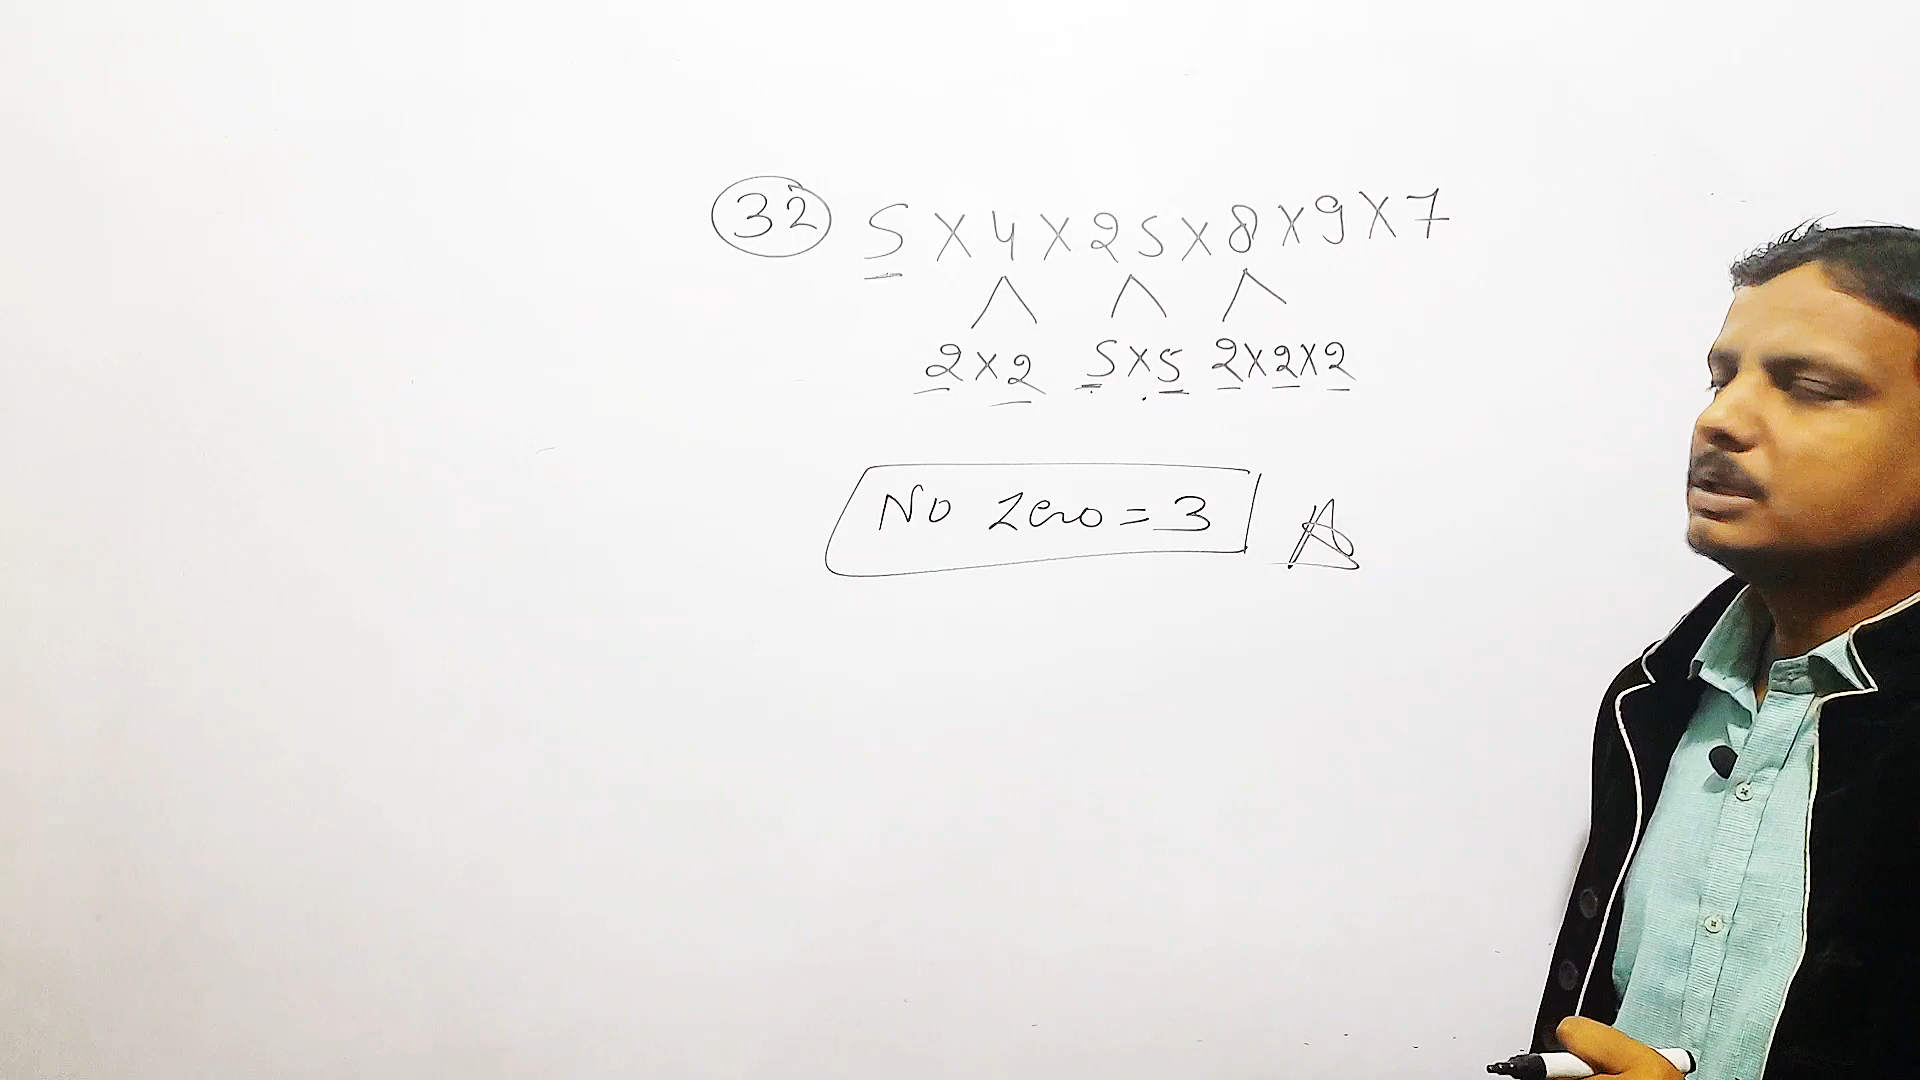 32 5 X 4 X 25 X 8 X 9 X 7
2 X 2 5 X 5 2 X 2 X 2
No Zero = 3